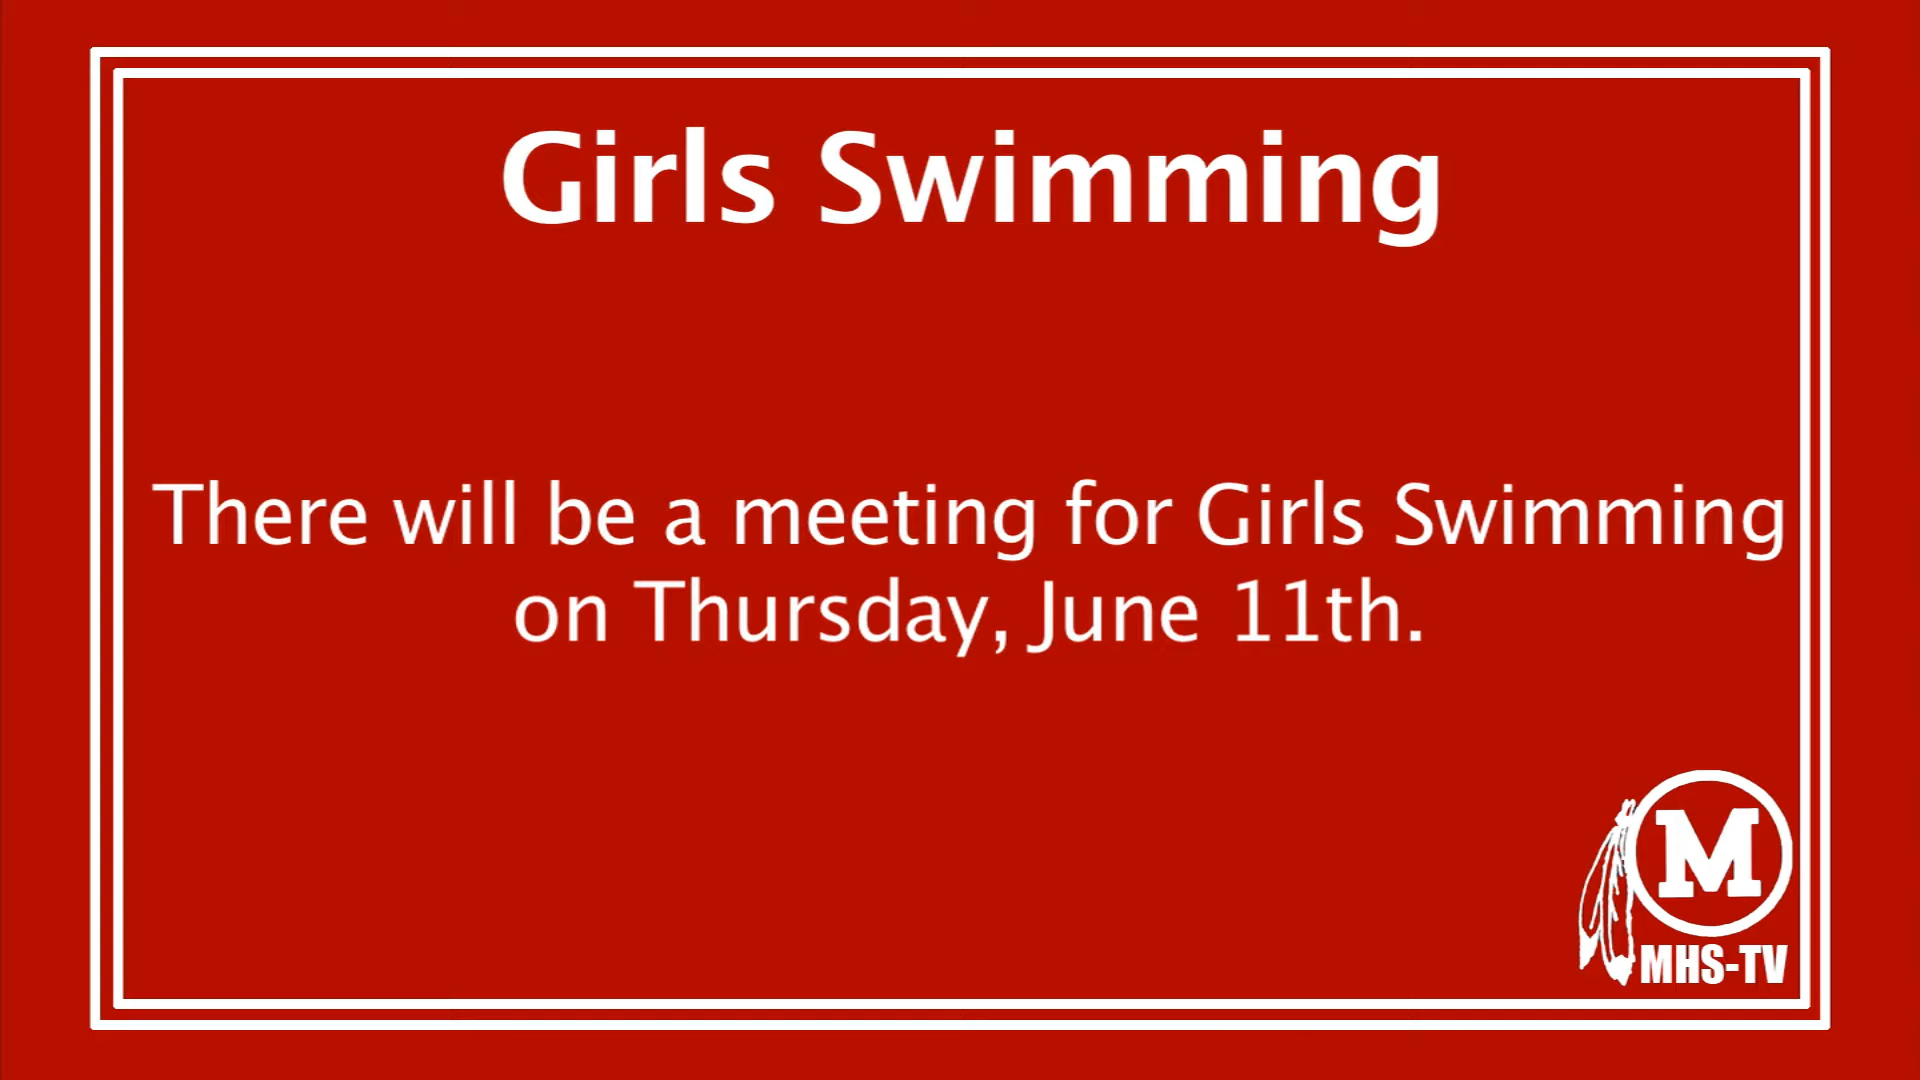 Girls Swimming
There will be a meeting for Girls Swimming
on Thursday, June 11th.
M
MHS-TV